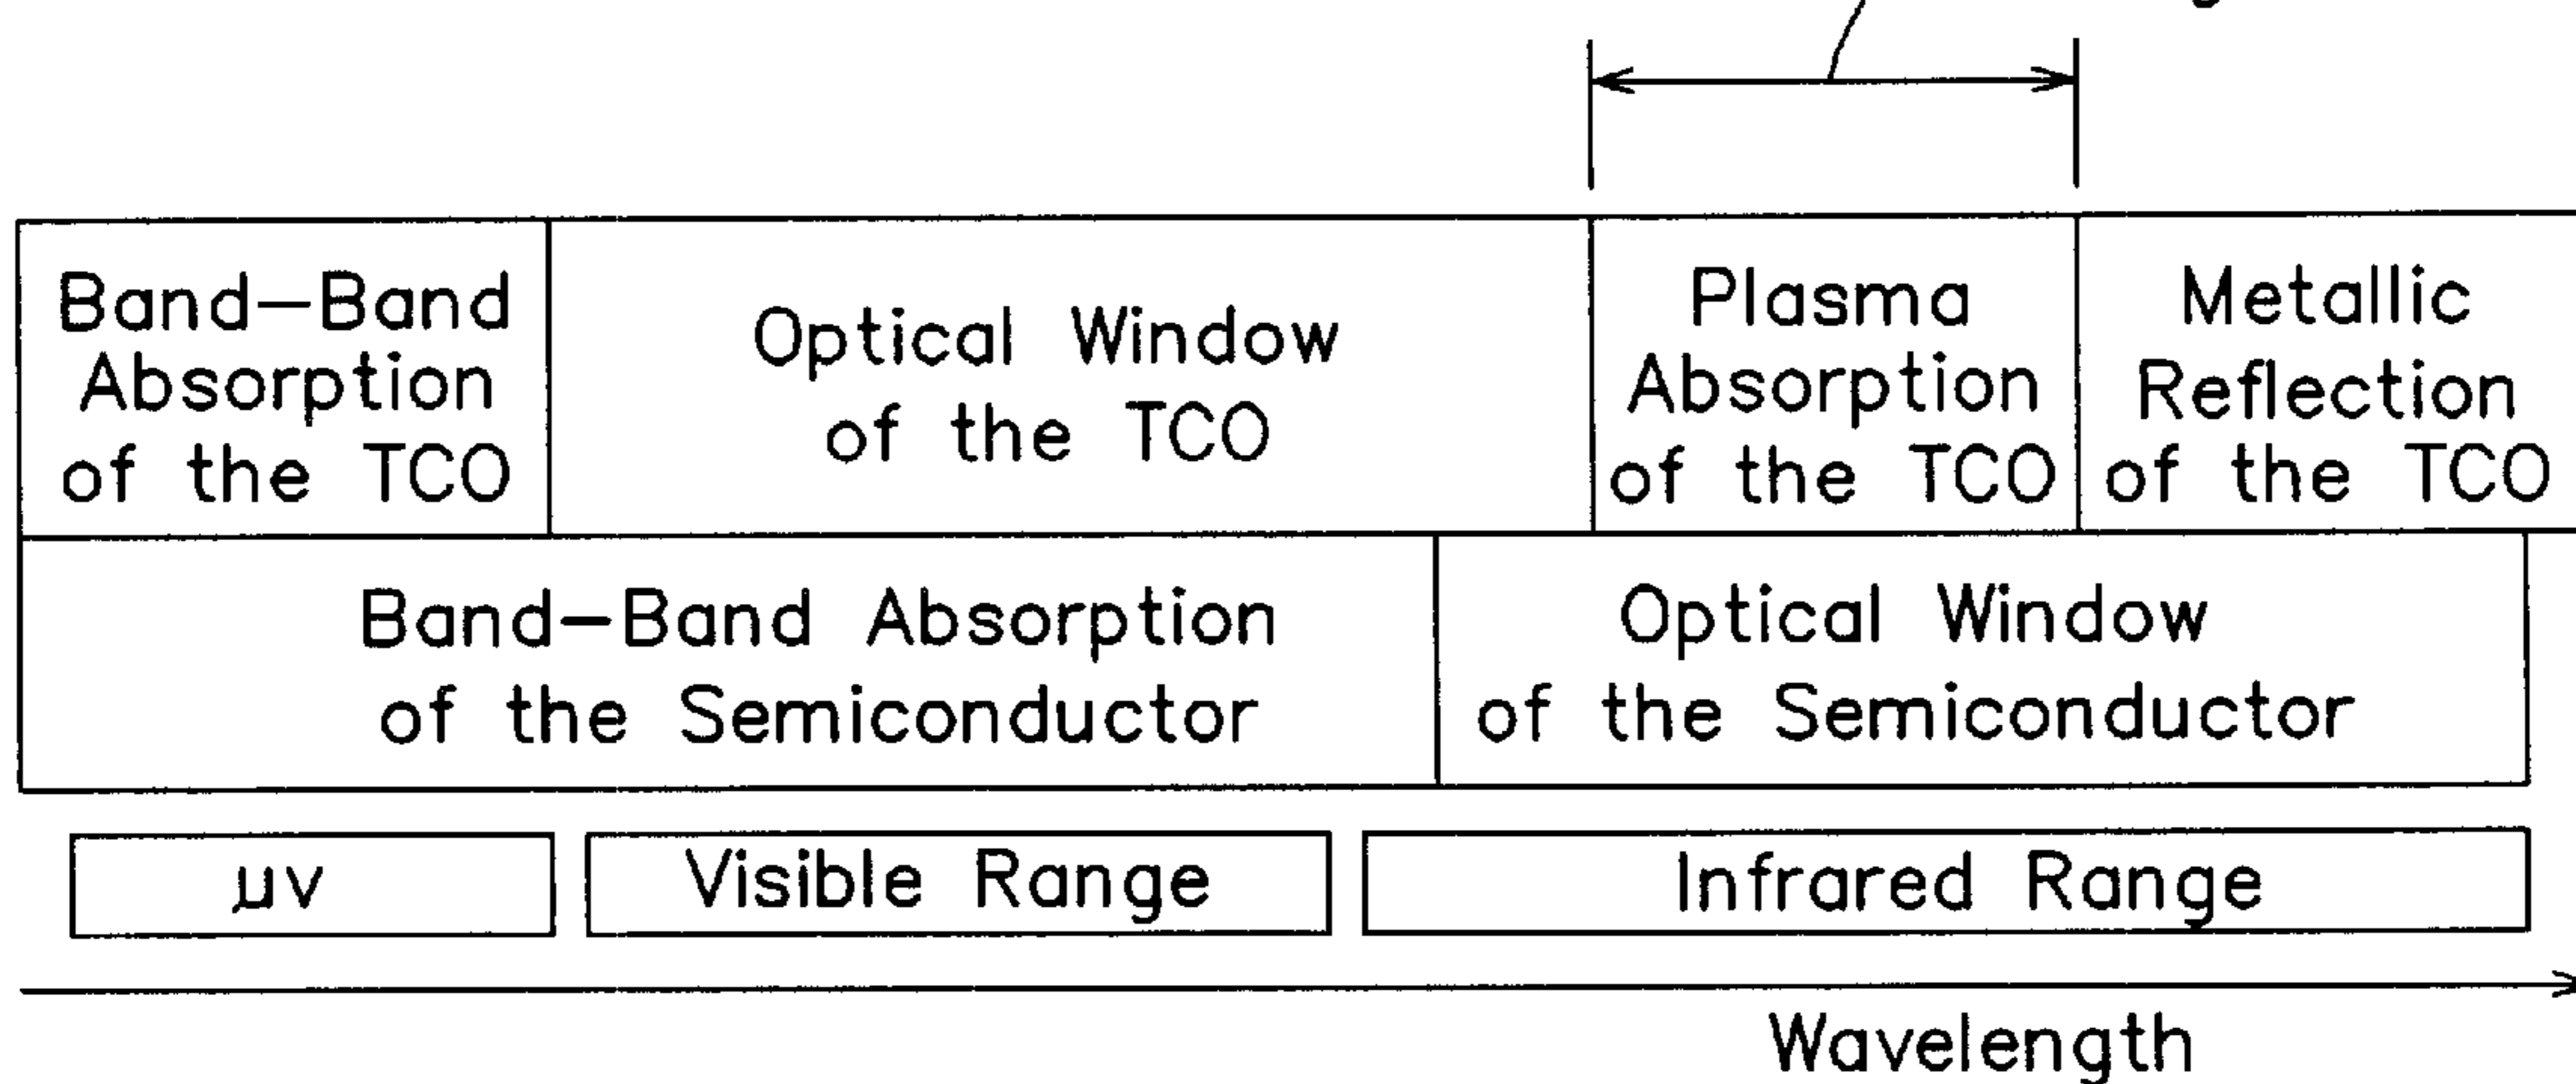 Band-Band
Absorption
of the TCO
Optical Window
of the TCO
Plasma
Absorption
of the TCO
Metallic
Reflection
of the TCO
Band-Band Absorption
of the Semiconductor
Optical Window
of the Semiconductor
μv
Visible Range
Infrared Range
Wavelength